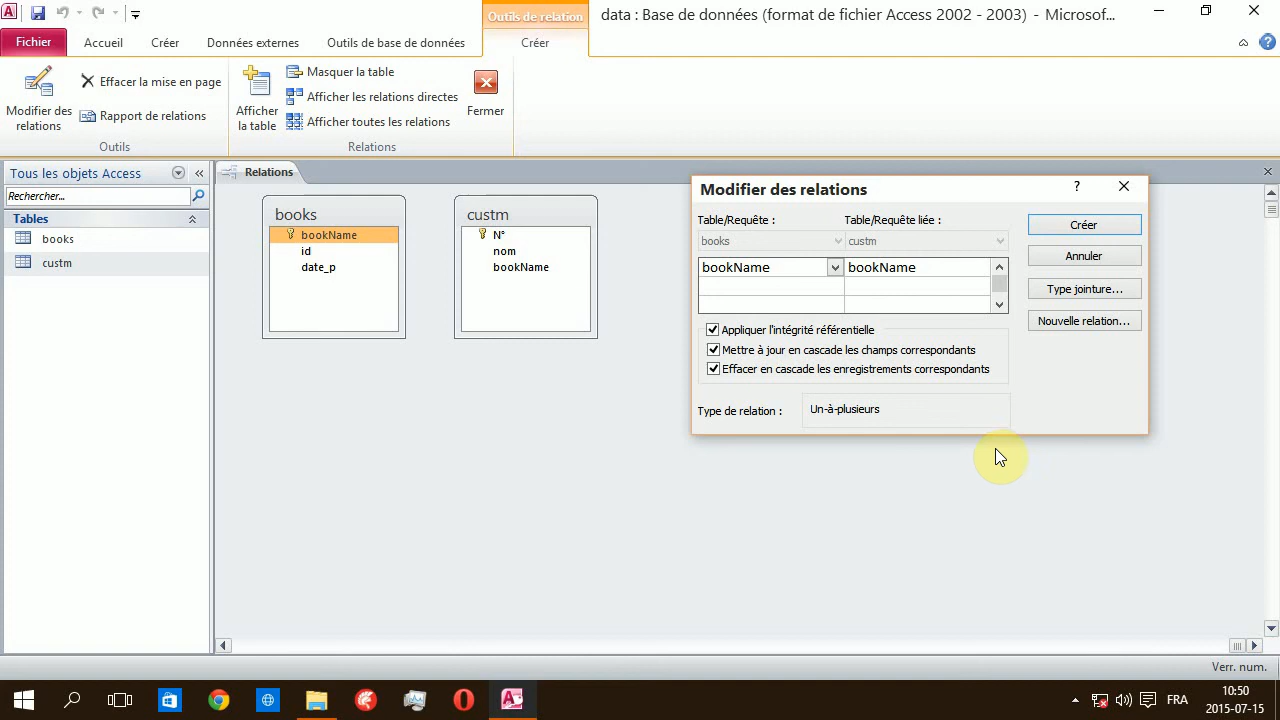 Outils de relation
data : Base de données (format de fichier Access 2002 - 2003) - Microsof...
Fichier
Accueil
Créer
Données externes
Outils de base de données
Créer
Modifier des relations
Effacer la mise en page
Rapport de relations
Outils
Afficher la table
Masquer la table
Afficher les relations directes
Afficher toutes les relations
Fermer
Relations
Tous les objets Access
Rechercher...
Tables
books
custm
Relations
books
bookName
id
date_p
custm
N°
nom
bookName
Modifier des relations
?
Table/Requête :
Table/Requête liée :
books
custm
bookName
bookName
Créer
Annuler
Type jointure...
Nouvelle relation...
Appliquer l'intégrité référentielle
Mettre à jour en cascade les champs correspondants
Effacer en cascade les enregistrements correspondants
Type de relation :
Un-à-plusieurs
Verr. num.
FRA
10:50
2015-07-15